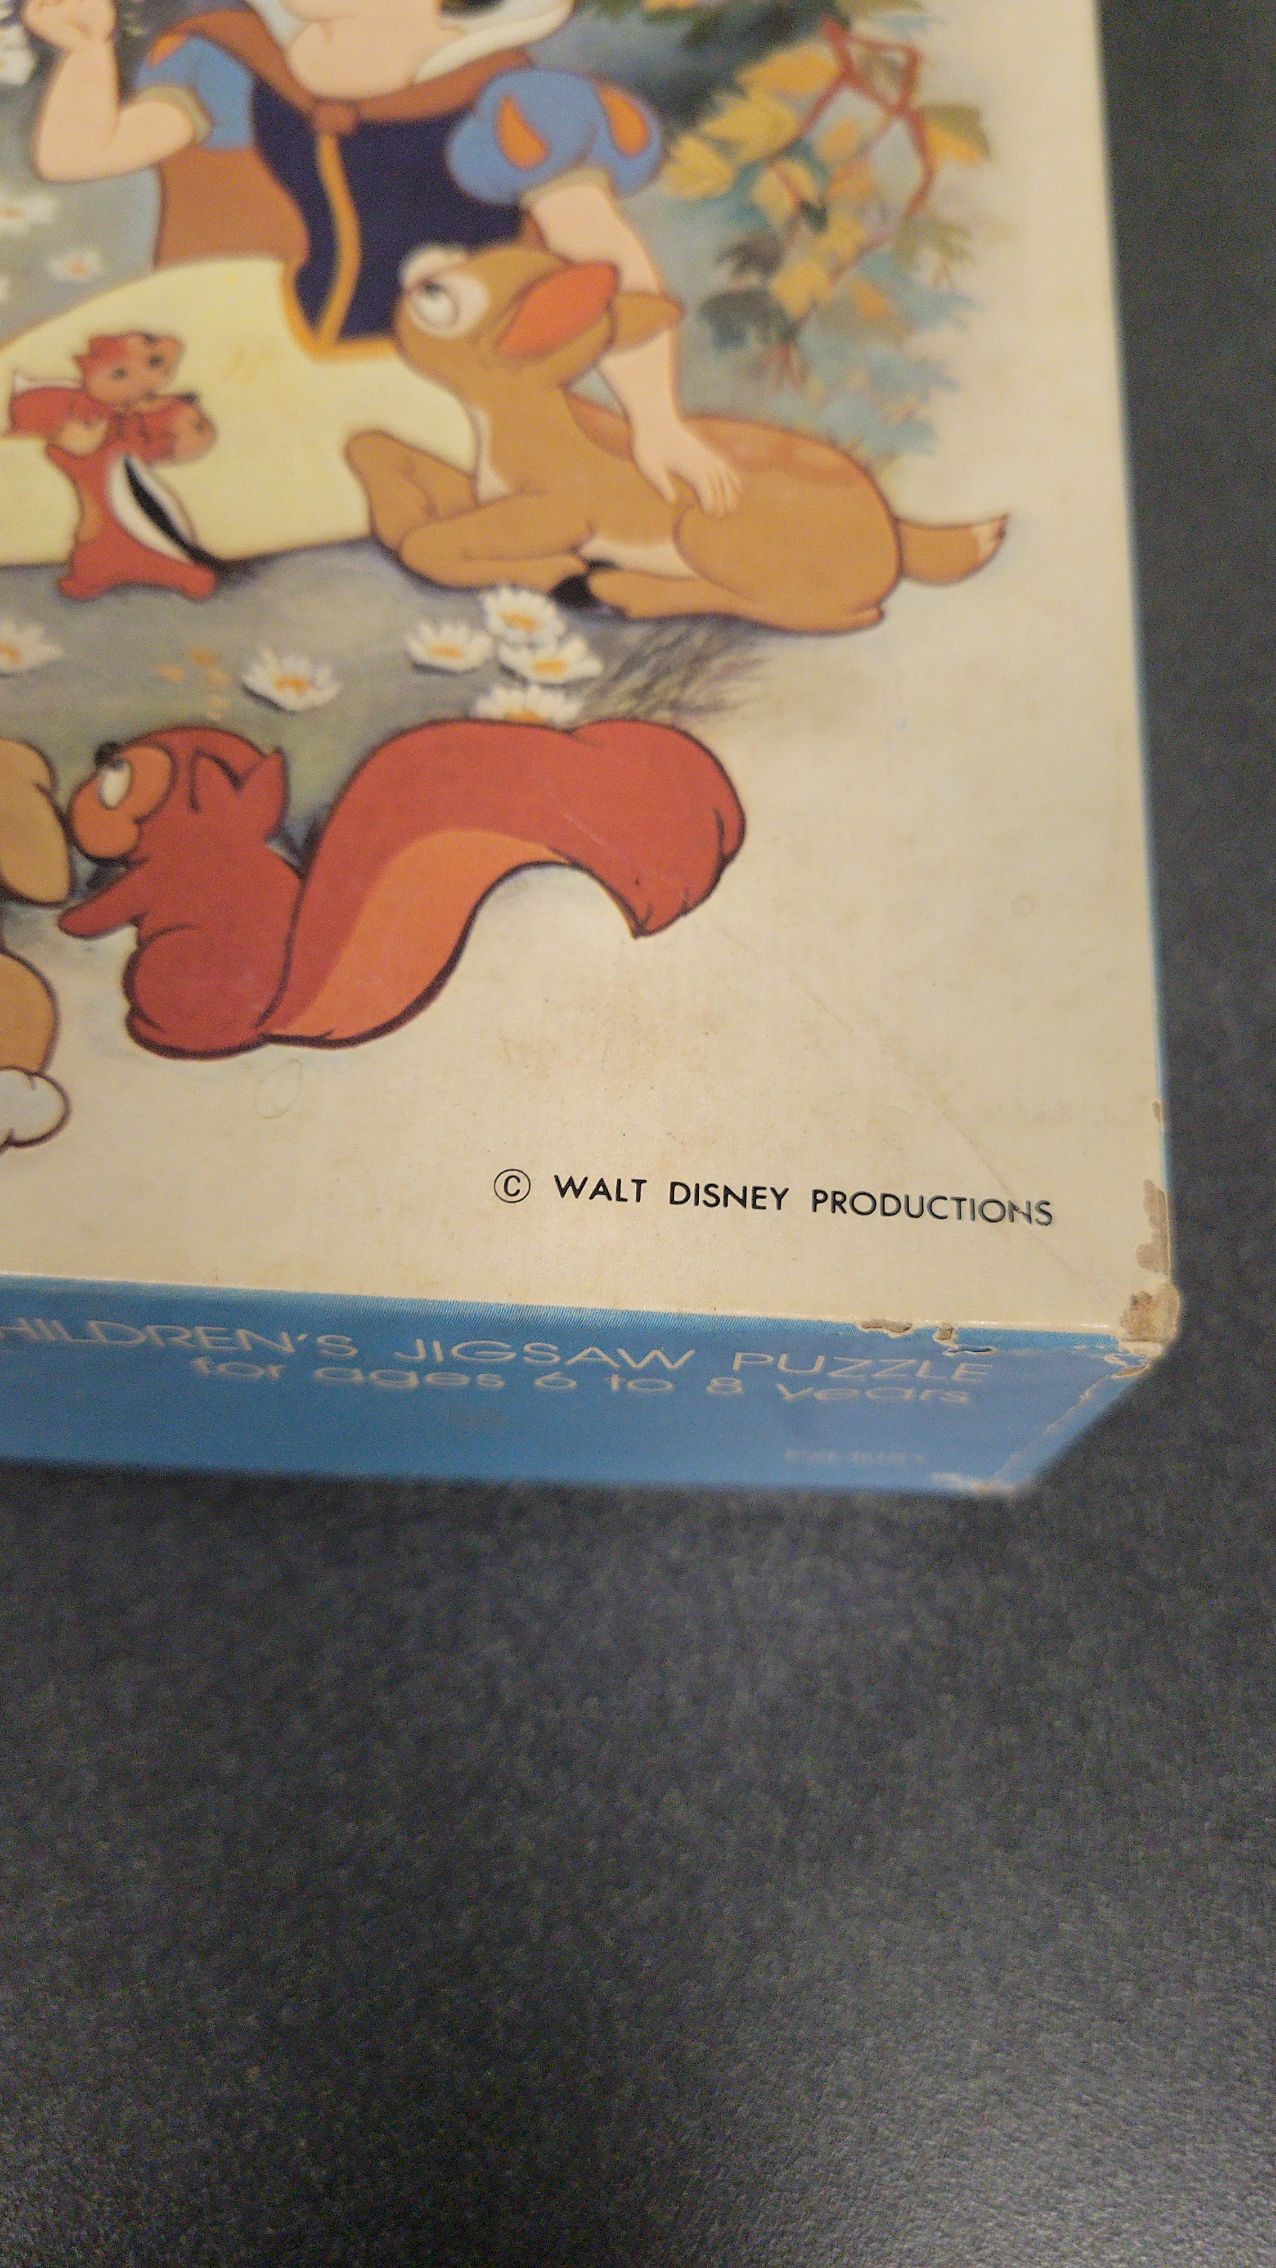 © WALT DISNEY PRODUCTIONS
HILDREN'S JIGSAW PUZZLE
for ages 6 to 8 years